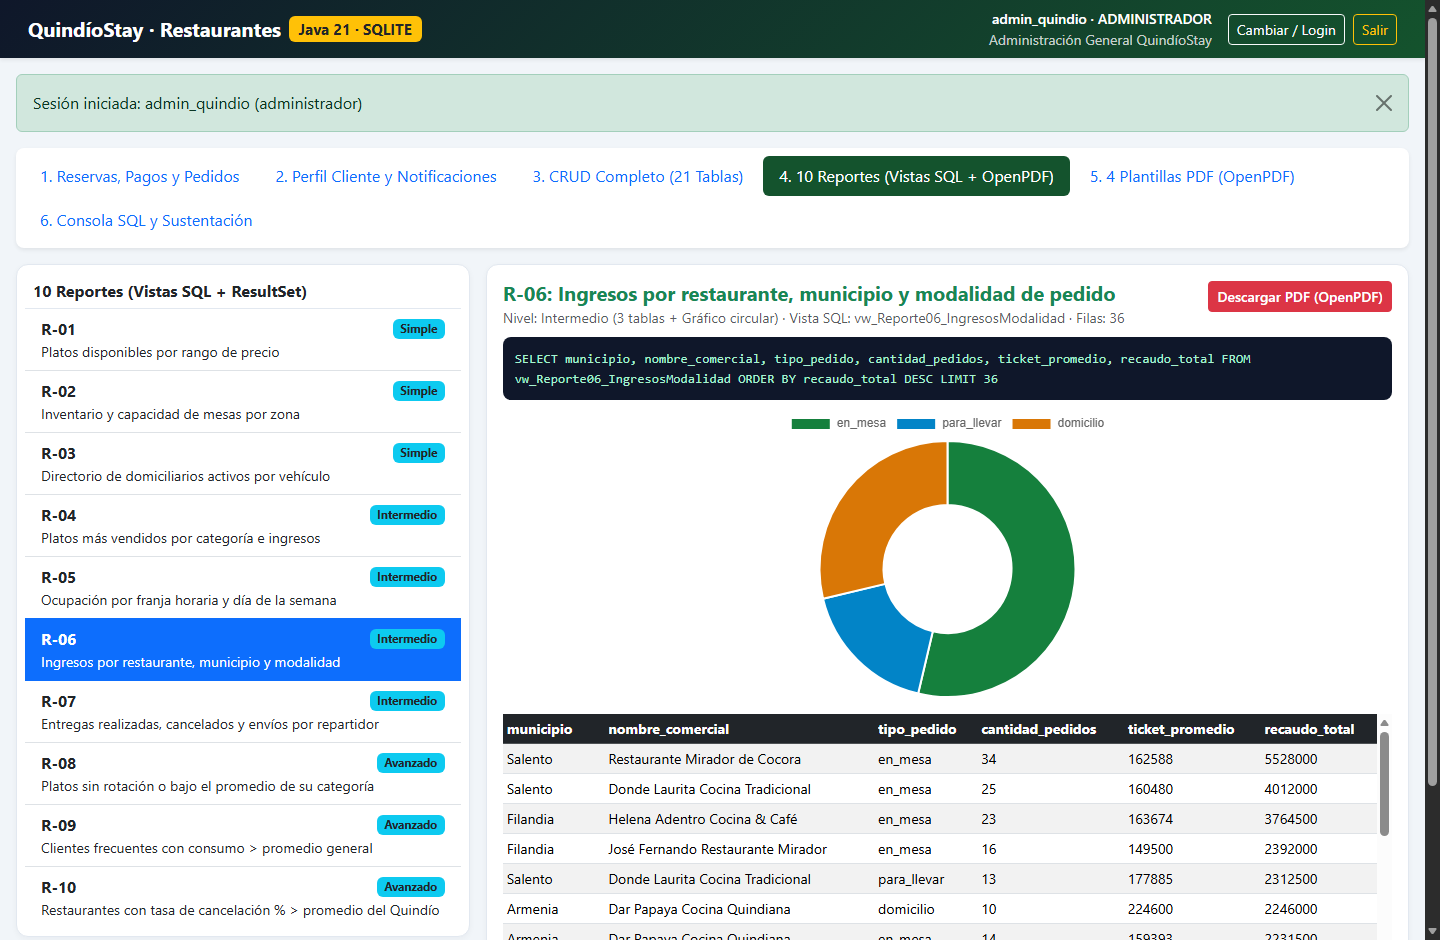 QuindíoStay · Restaurantes
Java 21 · SQLITE
admin_quindio · ADMINISTRADOR
Administración General QuindíoStay
Cambiar / Login
Salir
Sesión iniciada: admin_quindio (administrador)
1. Reservas, Pagos y Pedidos
2. Perfil Cliente y Notificaciones
3. CRUD Completo (21 Tablas)
4. 10 Reportes (Vistas SQL + OpenPDF)
5. 4 Plantillas PDF (OpenPDF)
6. Consola SQL y Sustentación
10 Reportes (Vistas SQL + ResultSet)
R-01 Simple
Platos disponibles por rango de precio
R-02 Simple
Inventario y capacidad de mesas por zona
R-03 Simple
Directorio de domiciliarios activos por vehículo
R-04 Intermedio
Platos más vendidos por categoría e ingresos
R-05 Intermedio
Ocupación por franja horaria y día de la semana
R-06 Intermedio
Ingresos por restaurante, municipio y modalidad
R-07 Intermedio
Entregas realizadas, cancelados y envíos por repartidor
R-08 Avanzado
Platos sin rotación o bajo el promedio de su categoría
R-09 Avanzado
Clientes frecuentes con consumo > promedio general
R-10 Avanzado
Restaurantes con tasa de cancelación % > promedio del Quindío
R-06: Ingresos por restaurante, municipio y modalidad de pedido
Descargar PDF (OpenPDF)
Nivel: Intermedio (3 tablas + Gráfico circular) · Vista SQL: vw_Reporte06_IngresosModalidad · Filas: 36
SELECT municipio, nombre_comercial, tipo_pedido, cantidad_pedidos, ticket_promedio, recaudo_total FROM
vw_Reporte06_IngresosModalidad ORDER BY recaudo_total DESC LIMIT 36
en_mesa para_llevar domicilio
municipio nombre_comercial tipo_pedido cantidad_pedidos ticket_promedio recaudo_total
Salento Restaurante Mirador de Cocora en_mesa 34 162588 5528000
Salento Donde Laurita Cocina Tradicional en_mesa 25 160480 4012000
Filandia Helena Adentro Cocina & Café en_mesa 23 163674 3764500
Filandia José Fernando Restaurante Mirador en_mesa 16 149500 2392000
Salento Donde Laurita Cocina Tradicional para_llevar 13 177885 2312500
Armenia Dar Papaya Cocina Quindiana domicilio 10 224600 2246000
Armenia Dar Papaya Cocina Quindiana en_mesa 14 159393 2231500